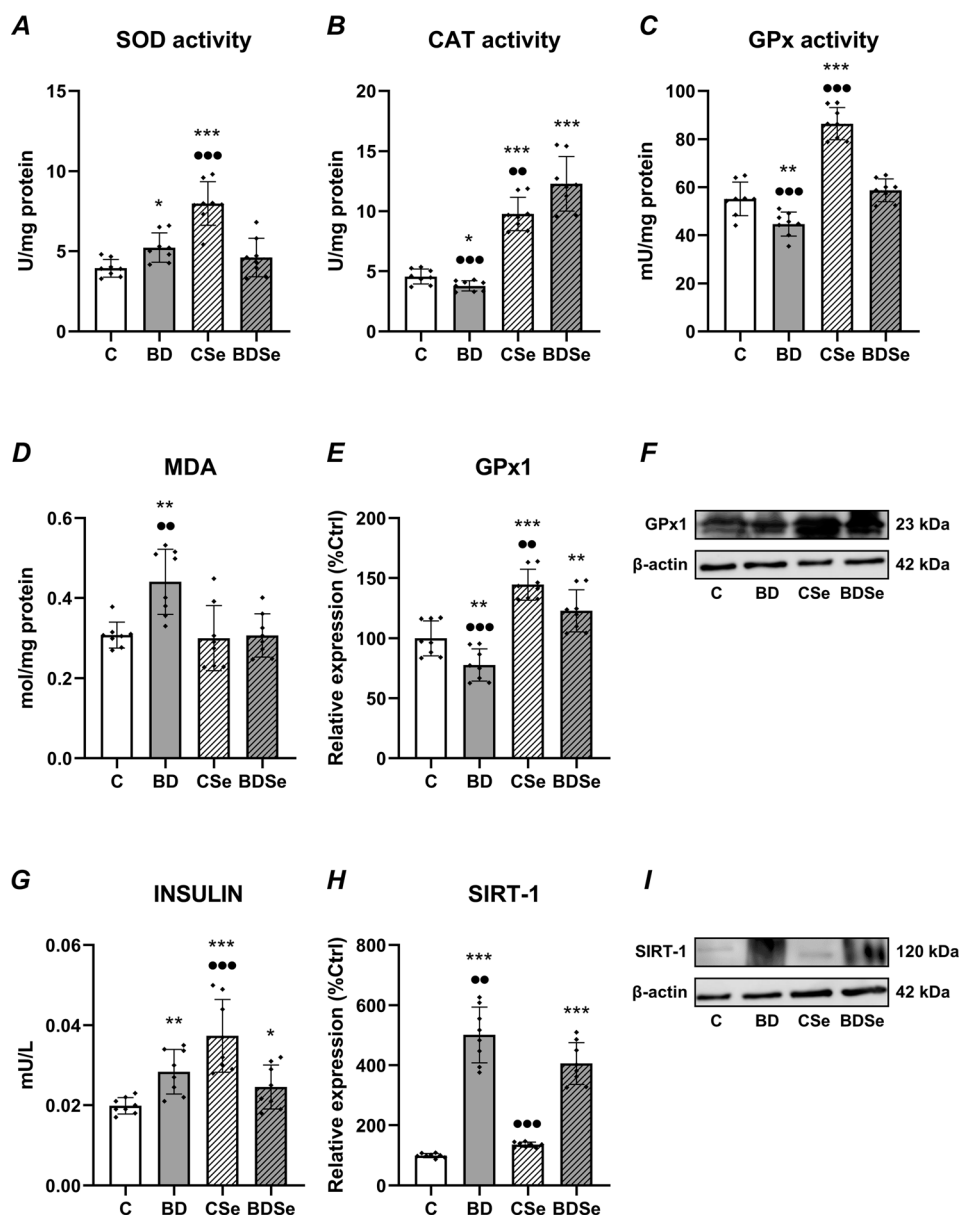 A
SOD activity
U/mg protein
15
10
5
0
*
***
●●●
C BD CSe BDSe
B
CAT activity
U/mg protein
20
15
10
5
0
*
●●●
***
●●
***
C BD CSe BDSe
C
GPx activity
mU/mg protein
100
80
60
40
20
0
**
●●●
***
●●●
C BD CSe BDSe
D
MDA
mol/mg protein
0.6
0.4
0.2
0.0
**
●●
C BD CSe BDSe
E
GPx1
Relative expression (%Ctrl)
200
150
100
50
0
**
●●●
***
●●
**
C BD CSe BDSe
F
GPx1 23 kDa
β-actin 42 kDa
C BD CSe BDSe
G
INSULIN
mU/L
0.06
0.04
0.02
0.00
**
***
●●●
*
C BD CSe BDSe
H
SIRT-1
Relative expression (%Ctrl)
800
600
400
200
0
***
●●
●●●
***
C BD CSe BDSe
I
SIRT-1 120 kDa
β-actin 42 kDa
C BD CSe BDSe